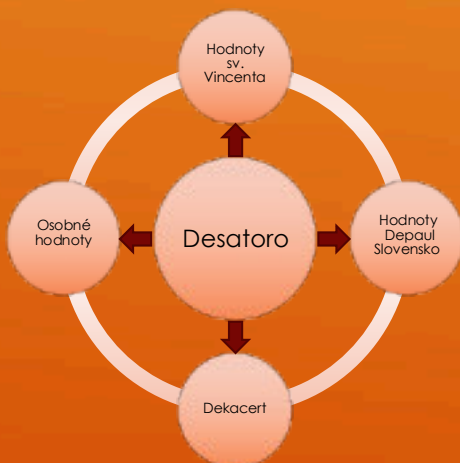 Hodnoty
sv.
Vincenta
Osobné
hodnoty
Desatoro
Hodnoty
Depaul
Slovensko
Dekacert